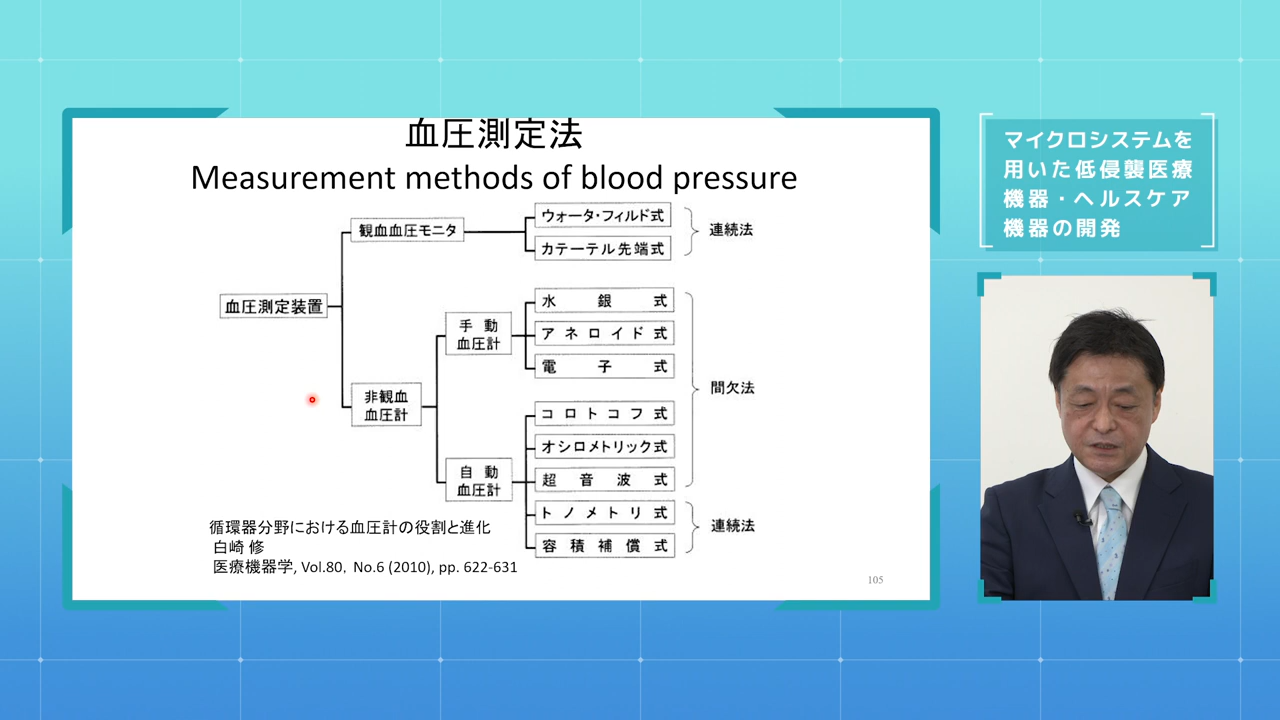 血圧測定法
Measurement methods of blood pressure
血圧測定装置
観血血圧モニタ
ウォータ・フィルド式
カテーテル先端式
連続法
非観血
血圧計
手動
血圧計
水銀式
アネロイド式
電子式
間欠法
自動
血圧計
コロトコフ式
オシロメトリック式
超音波式
トノメトリ式
容積補償式
連続法
循環器分野における血圧計の役割と進化
白崎 修
医療機器学, Vol.80, No.6 (2010), pp. 622-631
105
マイクロシステムを
用いた低侵襲医療
機器・ヘルスケア
機器の開発